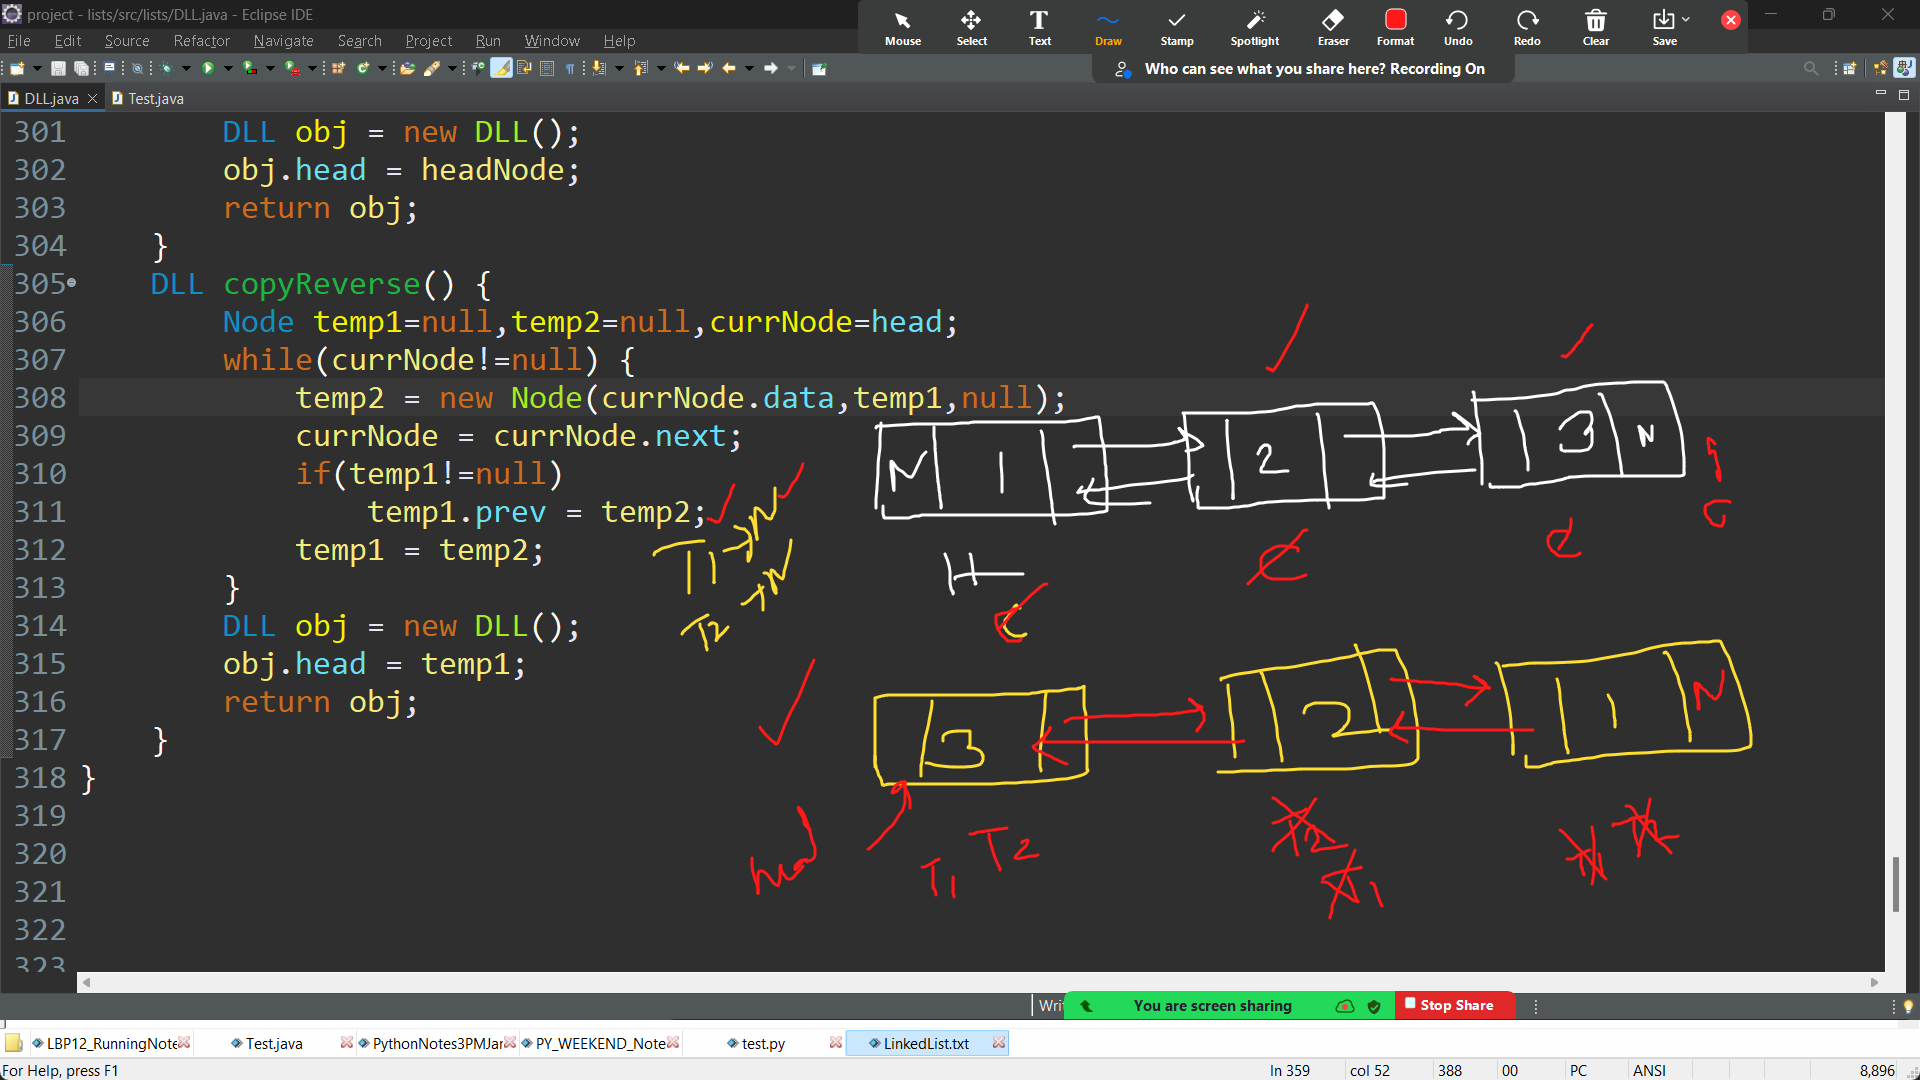 project - lists/src/lists/DLL.java - Eclipse IDE
File Edit Source Refactor Navigate Search Project Run Window Help
Mouse Select Text Draw Stamp Spotlight Eraser Format Undo Redo Clear Save
Who can see what you share here? Recording On
DLL.java Test.java
301 DLL obj = new DLL();
302 obj.head = headNode;
303 return obj;
304 }
305 DLL copyReverse() {
306 Node temp1=null,temp2=null,currNode=head;
307 while(currNode!=null) {
308 temp2 = new Node(currNode.data,temp1,null);
309 currNode = currNode.next;
310 if(temp1!=null)
311 temp1.prev = temp2;
312 temp1 = temp2;
313 }
314 DLL obj = new DLL();
315 obj.head = temp1;
316 return obj;
317 }
318 }
319
320
321
322
323
N 1 2 3 N
T1 → N
T2 → N
H C C C C
3 2 1 N
head T1 T2 T2 T1 T1 T2
Writ
You are screen sharing Stop Share
LBP12_RunningNote Test.java PythonNotes3PMJar PY_WEEKEND_Note test.py LinkedList.txt
For Help, press F1 ln 359 col 52 388 00 PC ANSI 8,896